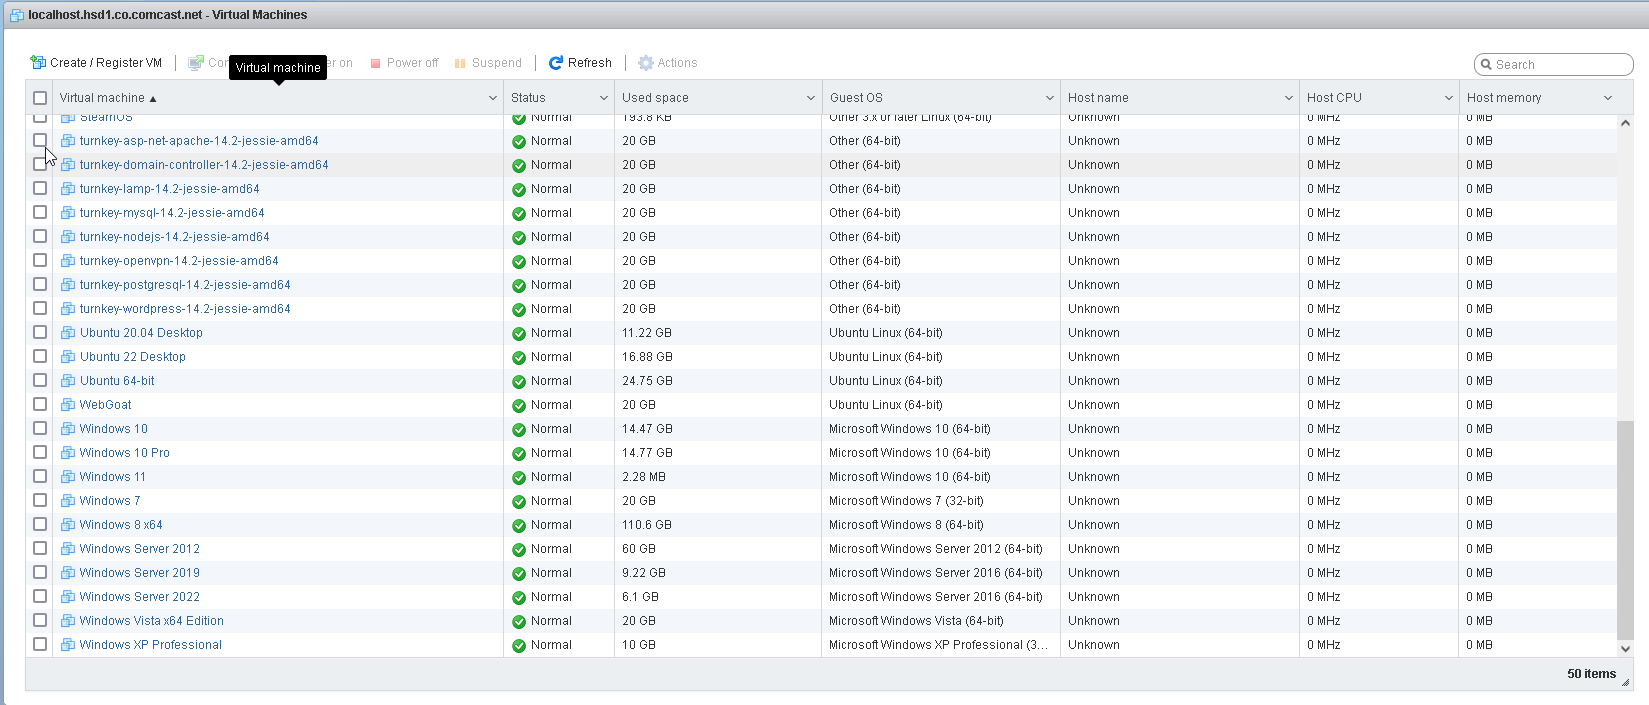 localhost.hsd1.co.comcast.net - Virtual Machines
Create / Register VM Power off Suspend Refresh Actions Search
Virtual machine
Virtual machine ▲ Status Used space Guest OS Host name Host CPU Host memory
SteamOS Normal 193.8 KB Other 3.x or later Linux (64-bit) Unknown 0 MHz 0 MB
turnkey-asp-net-apache-14.2-jessie-amd64 Normal 20 GB Other (64-bit) Unknown 0 MHz 0 MB
turnkey-domain-controller-14.2-jessie-amd64 Normal 20 GB Other (64-bit) Unknown 0 MHz 0 MB
turnkey-lamp-14.2-jessie-amd64 Normal 20 GB Other (64-bit) Unknown 0 MHz 0 MB
turnkey-mysql-14.2-jessie-amd64 Normal 20 GB Other (64-bit) Unknown 0 MHz 0 MB
turnkey-nodejs-14.2-jessie-amd64 Normal 20 GB Other (64-bit) Unknown 0 MHz 0 MB
turnkey-openvpn-14.2-jessie-amd64 Normal 20 GB Other (64-bit) Unknown 0 MHz 0 MB
turnkey-postgresql-14.2-jessie-amd64 Normal 20 GB Other (64-bit) Unknown 0 MHz 0 MB
turnkey-wordpress-14.2-jessie-amd64 Normal 20 GB Other (64-bit) Unknown 0 MHz 0 MB
Ubuntu 20.04 Desktop Normal 11.22 GB Ubuntu Linux (64-bit) Unknown 0 MHz 0 MB
Ubuntu 22 Desktop Normal 16.88 GB Ubuntu Linux (64-bit) Unknown 0 MHz 0 MB
Ubuntu 64-bit Normal 24.75 GB Ubuntu Linux (64-bit) Unknown 0 MHz 0 MB
WebGoat Normal 20 GB Ubuntu Linux (64-bit) Unknown 0 MHz 0 MB
Windows 10 Normal 14.47 GB Microsoft Windows 10 (64-bit) Unknown 0 MHz 0 MB
Windows 10 Pro Normal 14.77 GB Microsoft Windows 10 (64-bit) Unknown 0 MHz 0 MB
Windows 11 Normal 2.28 MB Microsoft Windows 10 (64-bit) Unknown 0 MHz 0 MB
Windows 7 Normal 20 GB Microsoft Windows 7 (32-bit) Unknown 0 MHz 0 MB
Windows 8 x64 Normal 110.6 GB Microsoft Windows 8 (64-bit) Unknown 0 MHz 0 MB
Windows Server 2012 Normal 60 GB Microsoft Windows Server 2012 (64-bit) Unknown 0 MHz 0 MB
Windows Server 2019 Normal 9.22 GB Microsoft Windows Server 2016 (64-bit) Unknown 0 MHz 0 MB
Windows Server 2022 Normal 6.1 GB Microsoft Windows Server 2016 (64-bit) Unknown 0 MHz 0 MB
Windows Vista x64 Edition Normal 20 GB Microsoft Windows Vista (64-bit) Unknown 0 MHz 0 MB
Windows XP Professional Normal 10 GB Microsoft Windows XP Professional (3... Unknown 0 MHz 0 MB
50 items